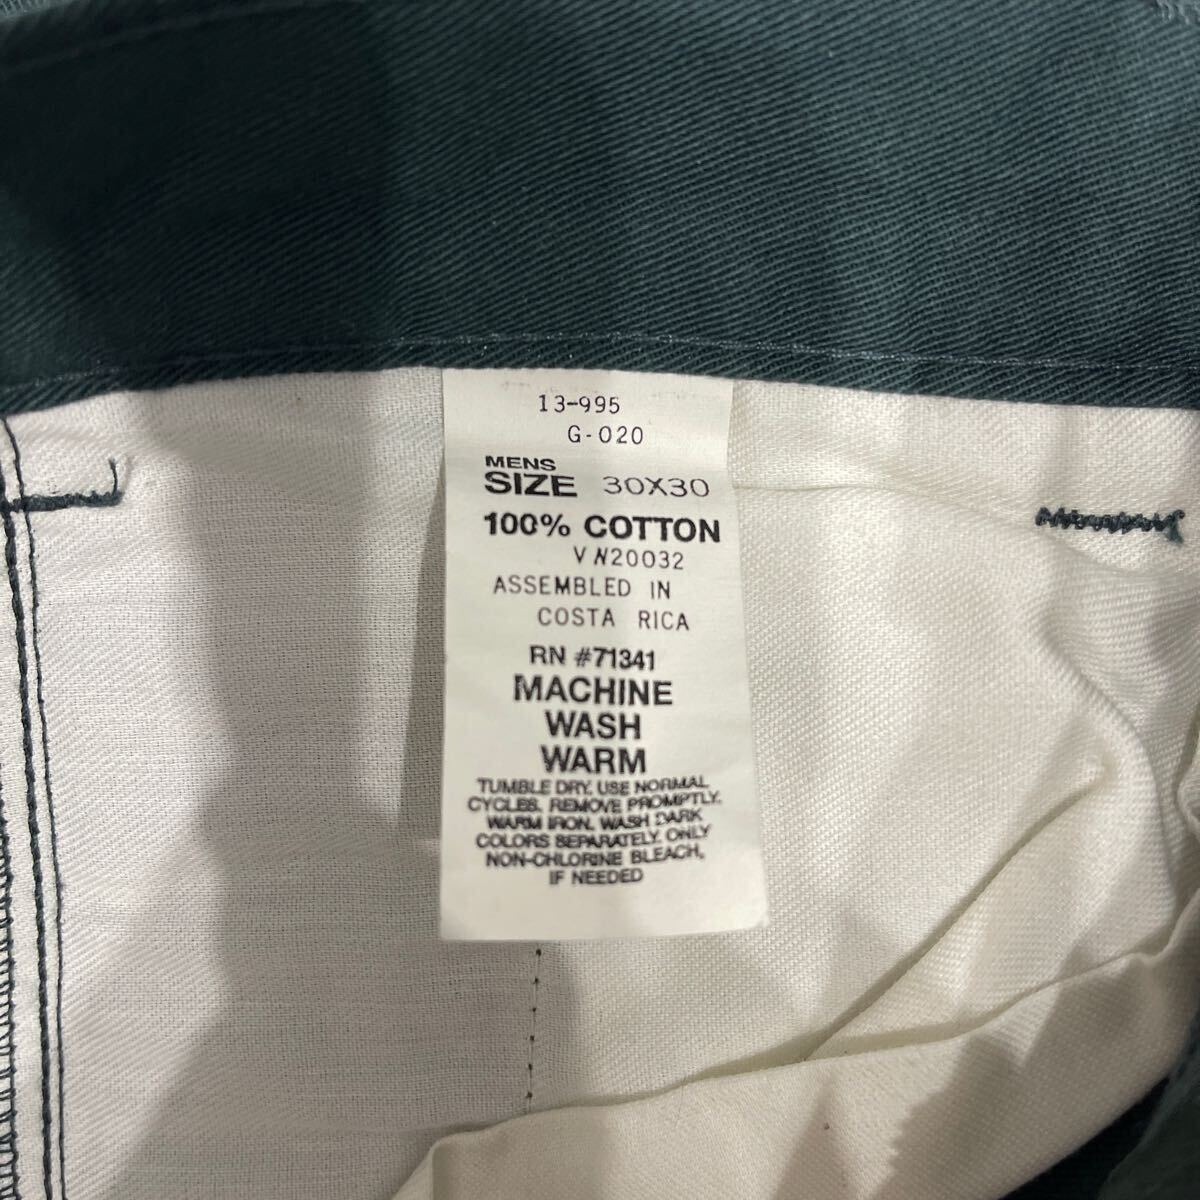 13-995
G-020
MENS
SIZE 30X30
100% COTTON
VN20032
ASSEMBLED IN
COSTA RICA
RN #71341
MACHINE
WASH
WARM
TUMBLE DRY. USE NORMAL
CYCLES. REMOVE PROMPTLY.
WARM IRON. WASH DARK
COLORS SEPARATELY. ONLY
NON-CHLORINE BLEACH,
IF NEEDED